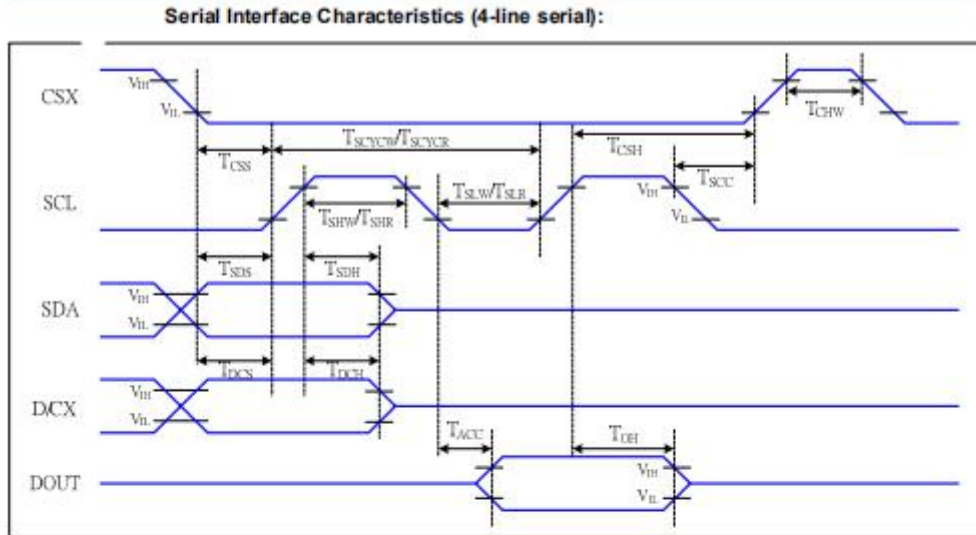 Serial Interface Characteristics (4-line serial):
CSX
VIH
VIL
TCHW
TCSS
TSCYCW/TSCYCR
TCSH
TSCC
SCL
TSHW/TSHR
TSLW/TSLR
VIH
VIL
TSDS
TSDH
SDA
VIH
VIL
TDCS
TDCH
D/CX
VIH
VIL
TACC
TOH
DOUT
VIH
VIL